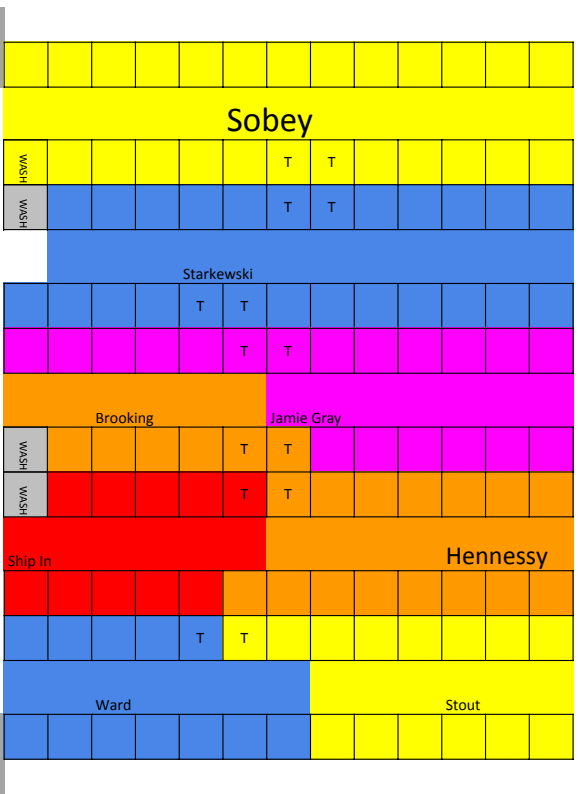 Sobey
WASH T T
WASH T T
Starkewski
T T
T T
Brooking Jamie Gray
WASH T T
WASH T T
Ship In Hennessy
T T
Ward Stout